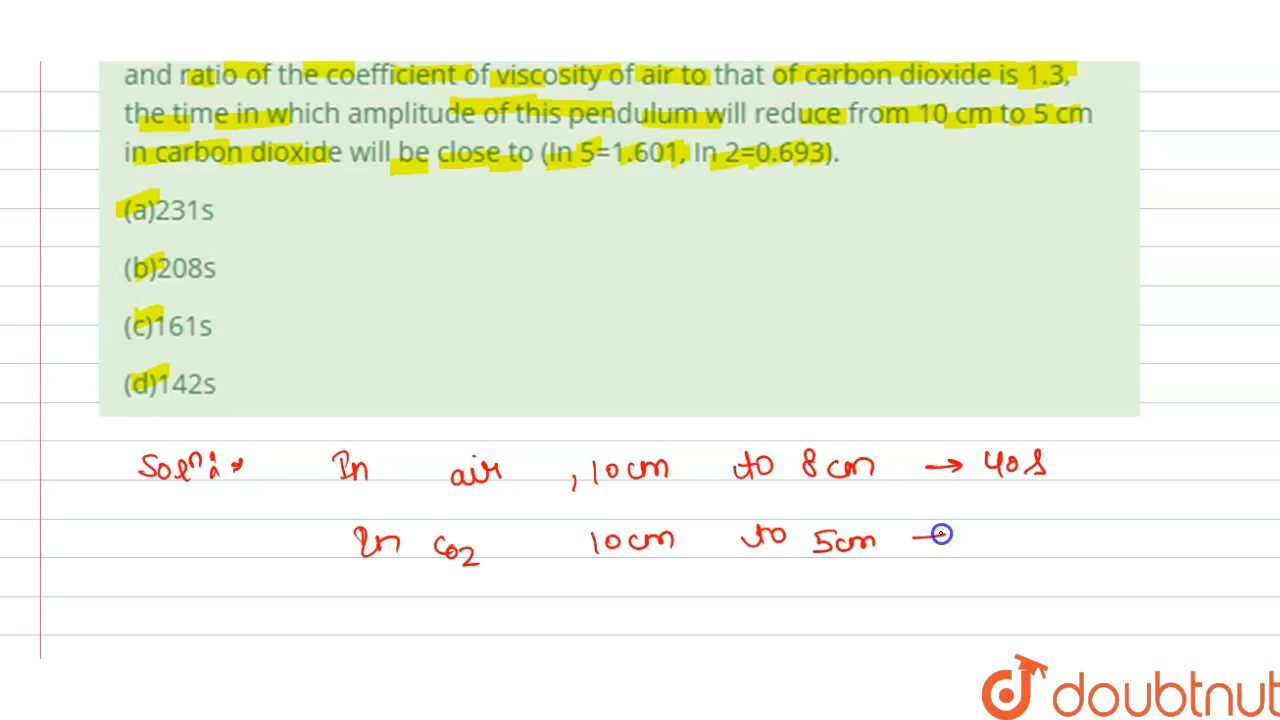 and ratio of the coefficient of viscosity of air to that of carbon dioxide is 1.3,
the time in which amplitude of this pendulum will reduce from 10 cm to 5 cm
in carbon dioxide will be close to (In 5=1.601, In 2=0.693).
(a)231s
(b)208s
(c)161s
(d)142s
Soln:→ In air , 10cm to 8cm → 40s
In CO2 10cm to 5cm →
doubtnut